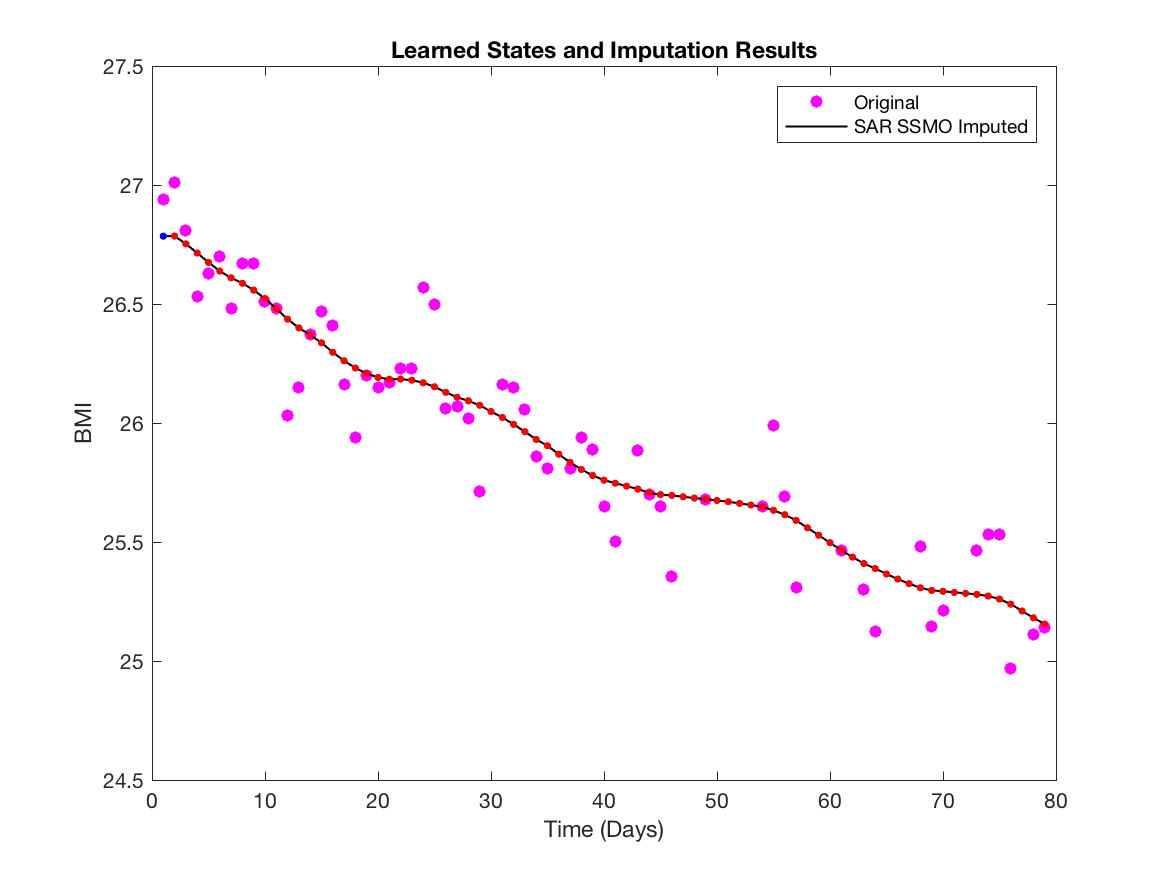 Learned States and Imputation Results
Original
SAR SSMO Imputed
27.5
27
26.5
26
25.5
25
24.5
BMI
0 10 20 30 40 50 60 70 80
Time (Days)